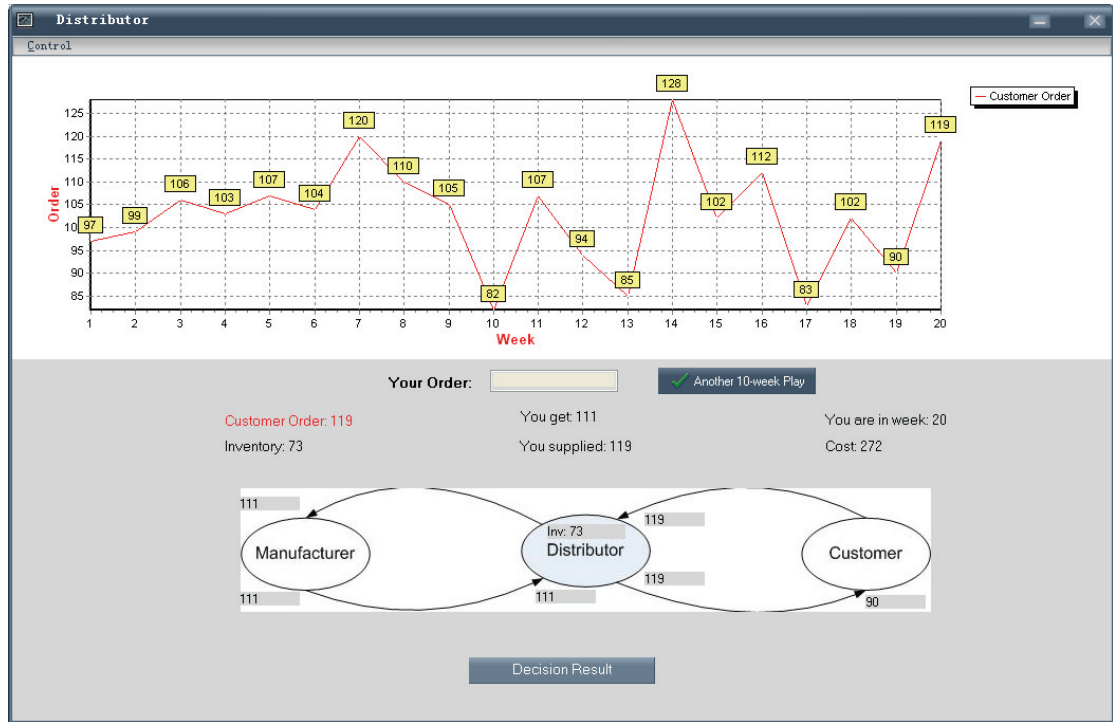 Distributor
Control
128
Customer Order
125
120
119
120
115
112
110
110
107
107
106
105
104
103
102
102
105
Order
99
97
10
94
95
90
90
85
85
83
82
1 2 3 4 5 6 7 8 9 10 11 12 13 14 15 16 17 18 19 20
Week
Your Order:
Another 10-week Play
Customer Order: 119
You get: 111
You are in week: 20
Inventory: 73
You supplied: 119
Cost: 272
111
119
Inv: 73
Manufacturer
Distributor
Customer
119
111
111
90
Decision Result